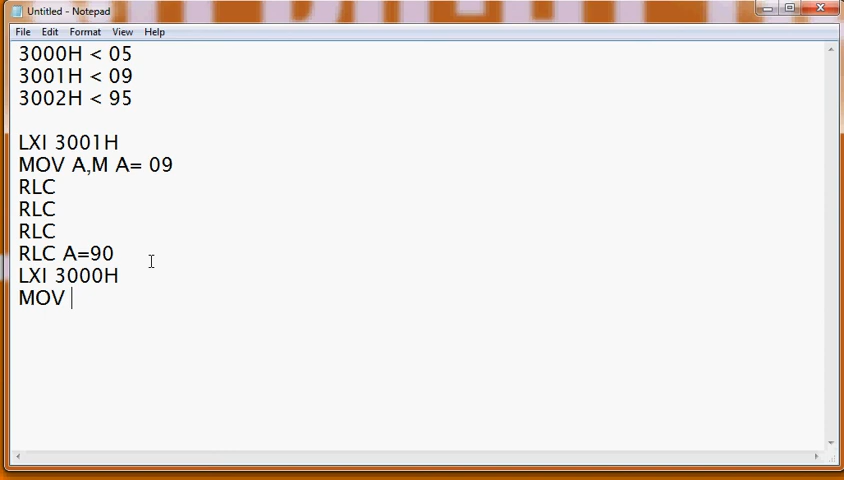 Untitled - Notepad
File Edit Format View Help
3000H < 05
3001H < 09
3002H < 95
LXI 3001H
MOV A,M A= 09
RLC
RLC
RLC
RLC A=90
LXI 3000H
MOV